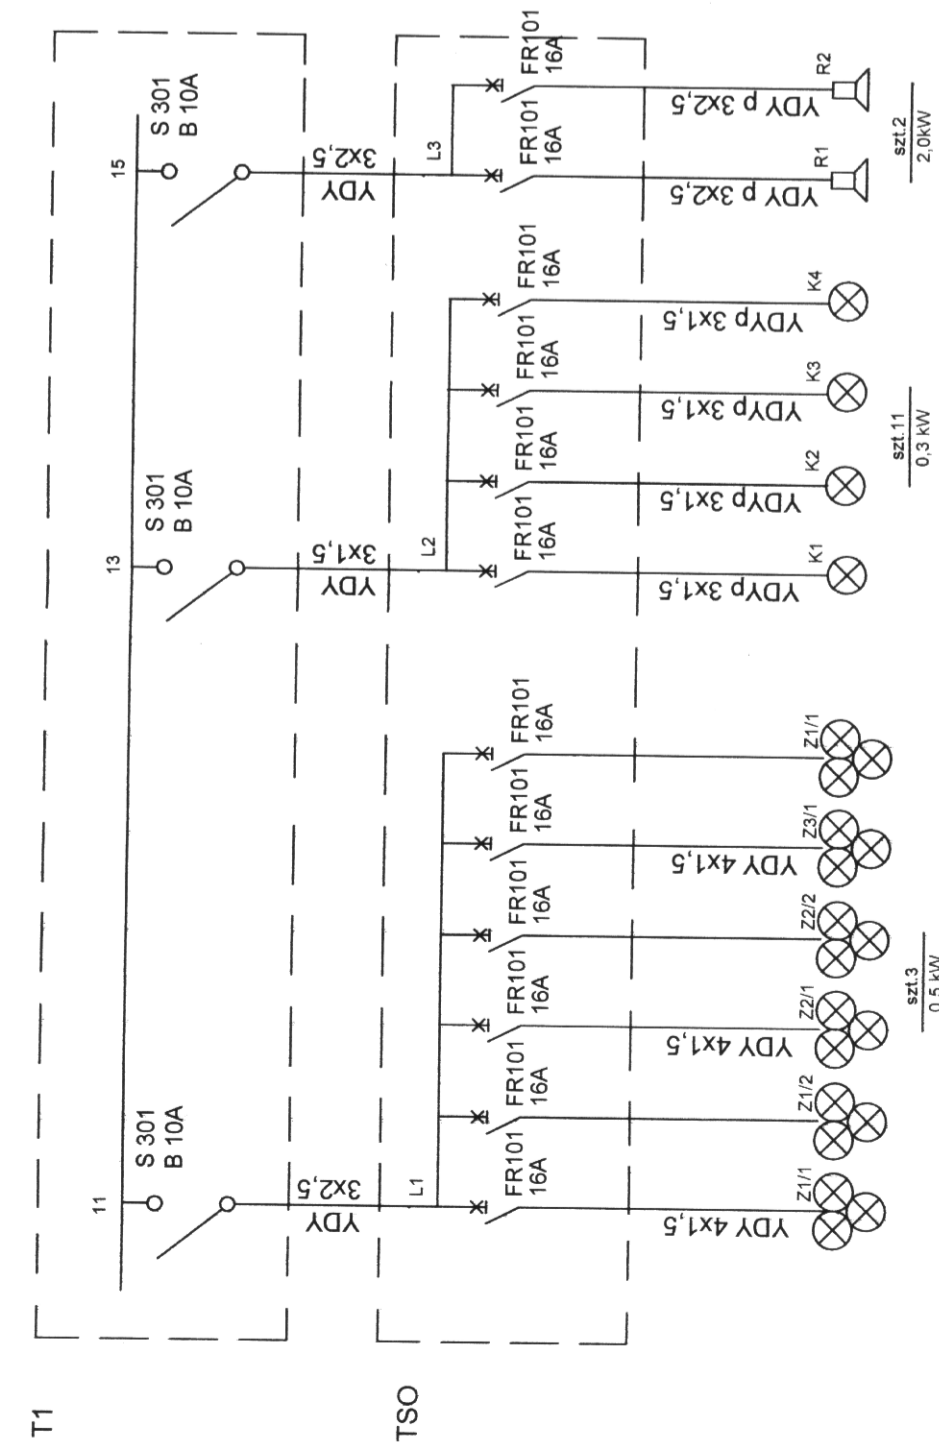 T1
11
S 301
B 10A
13
S 301
B 10A
15
S 301
B 10A
YDY
3x2,5
YDY
3x1,5
YDY
3x2,5
TSO
L1
L2
L3
FR101
16A
FR101
16A
FR101
16A
FR101
16A
FR101
16A
FR101
16A
FR101
16A
FR101
16A
FR101
16A
FR101
16A
FR101
16A
FR101
16A
YDY 4x1,5
YDY 4x1,5
YDY 4x1,5
YDYp 3x1,5
YDYp 3x1,5
YDYp 3x1,5
YDYp 3x1,5
YDY p 3x2,5
YDY p 3x2,5
Z1/1
Z1/2
Z2/1
Z2/2
Z3/1
Z1/1
K1
K2
K3
K4
R1
R2
szt.3
0,5 kW
szt.11
0,3 kW
szt.2
2,0kW